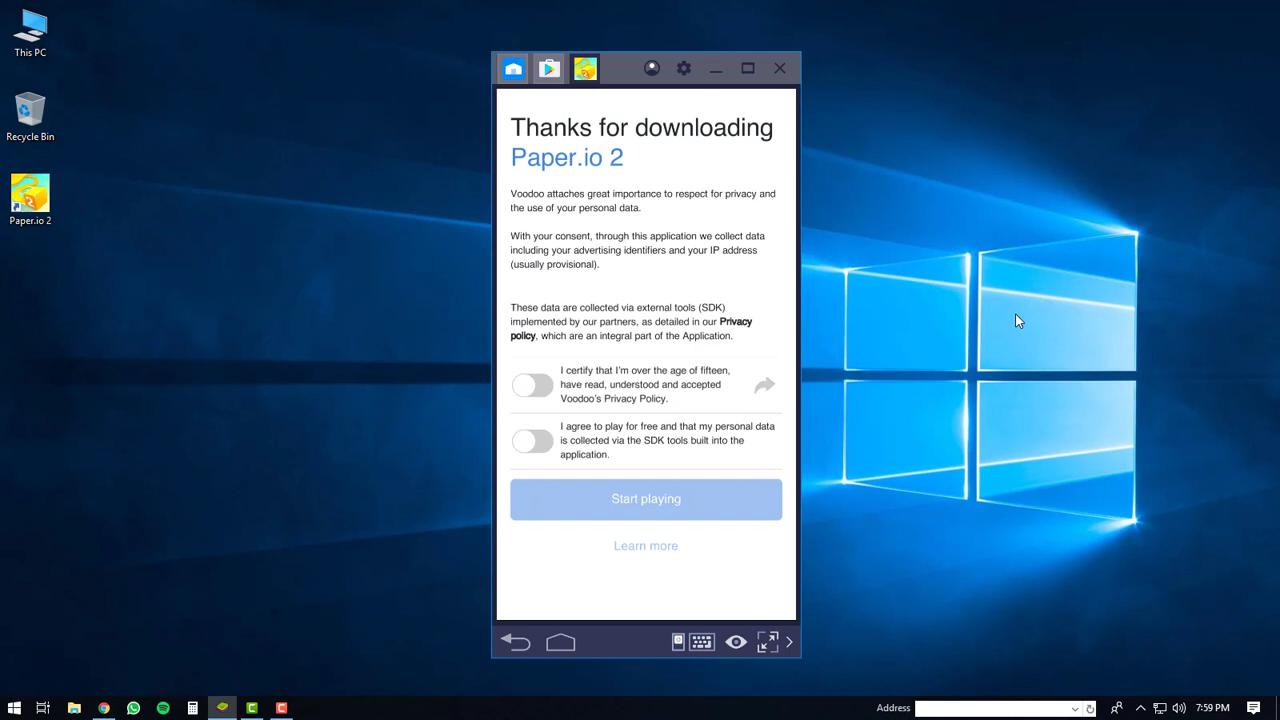 This PC
Recycle Bin
Paper.io 2
Thanks for downloading
Paper.io 2
Voodoo attaches great importance to respect for privacy and
the use of your personal data.
With your consent, through this application we collect data
including your advertising identifiers and your IP address
(usually provisional).
These data are collected via external tools (SDK)
implemented by our partners, as detailed in our Privacy
policy, which are an integral part of the Application.
I certify that I'm over the age of fifteen,
have read, understood and accepted
Voodoo's Privacy Policy.
I agree to play for free and that my personal data
is collected via the SDK tools built into the
application.
Start playing
Learn more
Address
7:59 PM